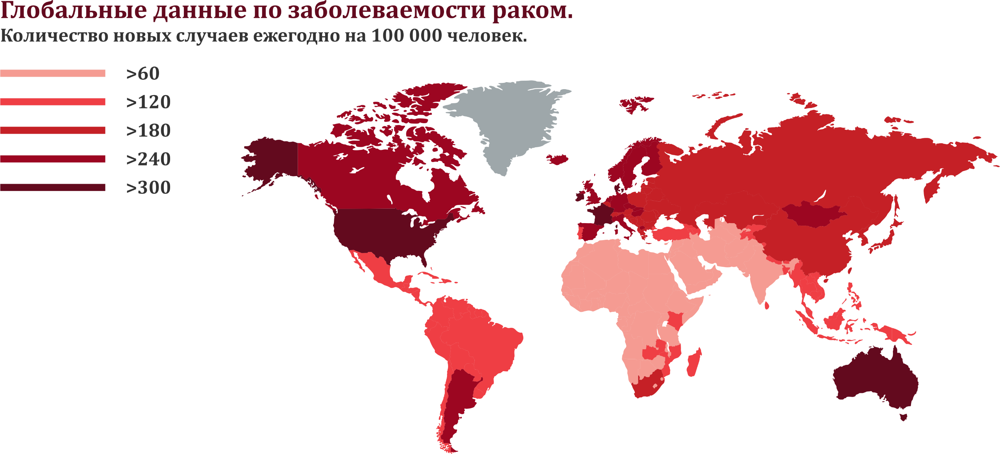 Глобальные данные по заболеваемости раком.
Количество новых случаев ежегодно на 100 000 человек.
>60
>120
>180
>240
>300